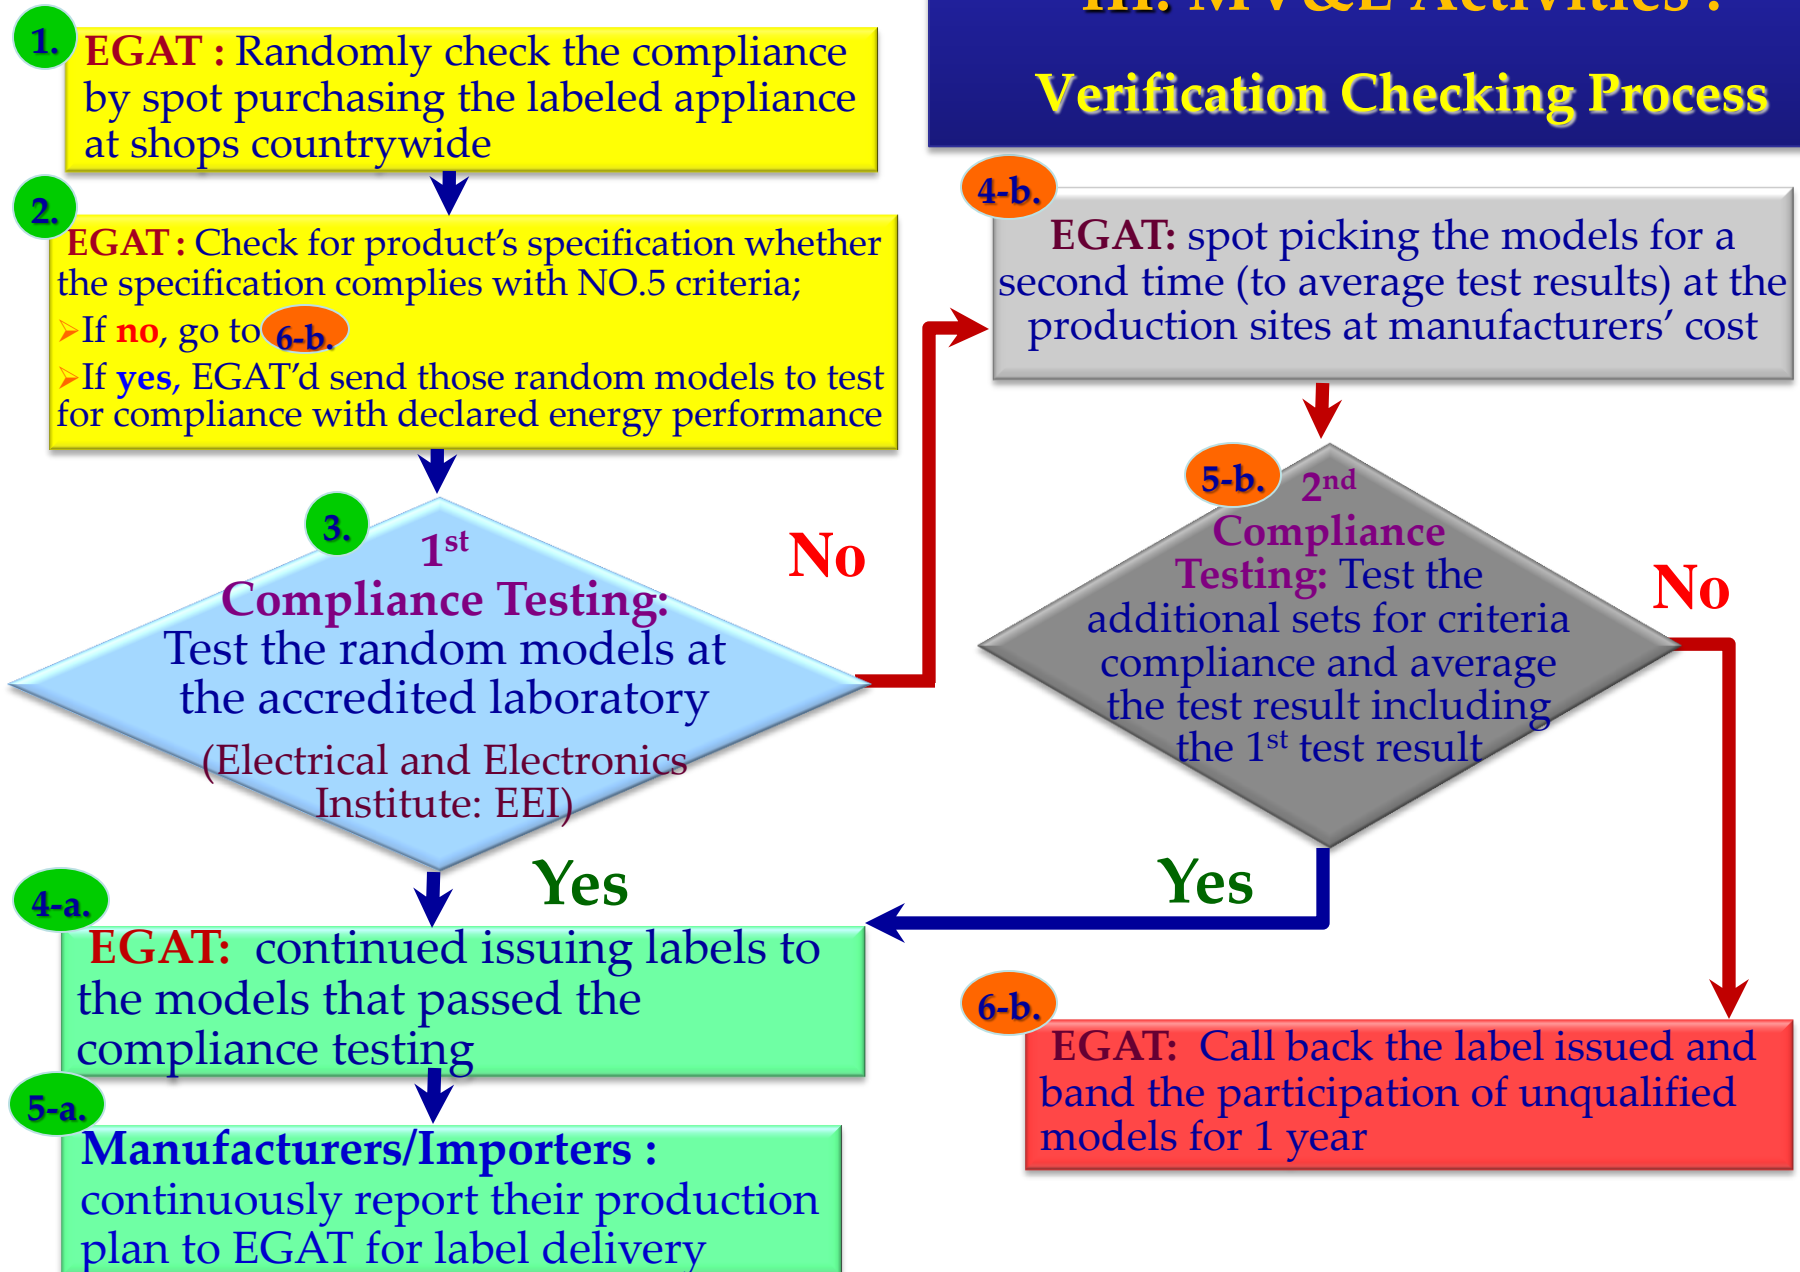 III. MV&E Activities :
Verification Checking Process
1.
EGAT : Randomly check the compliance
by spot purchasing the labeled appliance
at shops countrywide
2.
EGAT : Check for product's specification whether
the specification complies with NO.5 criteria;
➢If no, go to 6-b.
➢If yes, EGAT'd send those random models to test
for compliance with declared energy performance
3.
1st
Compliance Testing:
Test the random models at
the accredited laboratory
(Electrical and Electronics
Institute: EEI)
No
Yes
4-a.
EGAT: continued issuing labels to
the models that passed the
compliance testing
5-a.
Manufacturers/Importers :
continuously report their production
plan to EGAT for label delivery
4-b.
EGAT: spot picking the models for a
second time (to average test results) at the
production sites at manufacturers' cost
5-b.
2nd
Compliance
Testing: Test the
additional sets for criteria
compliance and average
the test result including
the 1st test result
No
Yes
6-b.
EGAT: Call back the label issued and
band the participation of unqualified
models for 1 year